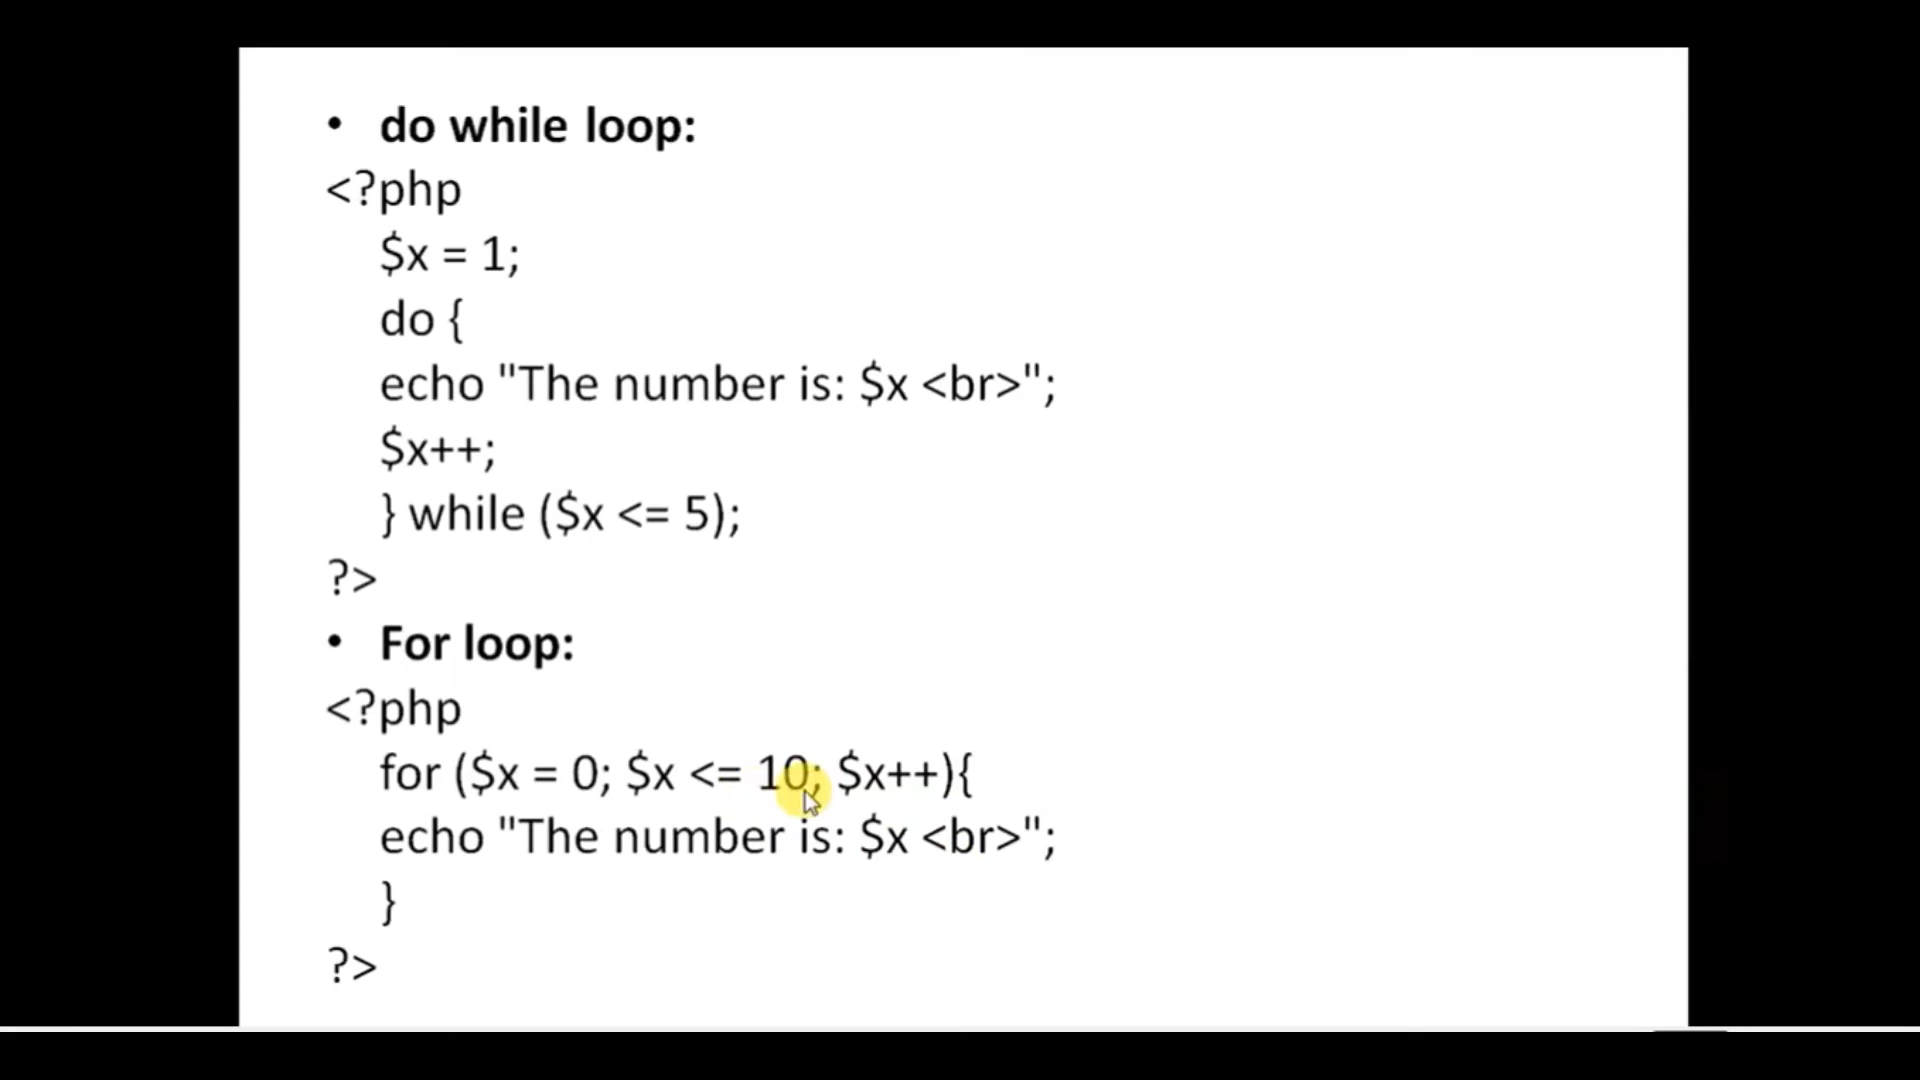 • do while loop:
<?php
$x = 1;
do {
echo "The number is: $x <br>";
$x++;
} while ($x <= 5);
?>
• For loop:
<?php
for ($x = 0; $x <= 10; $x++){
echo "The number is: $x <br>";
}
?>